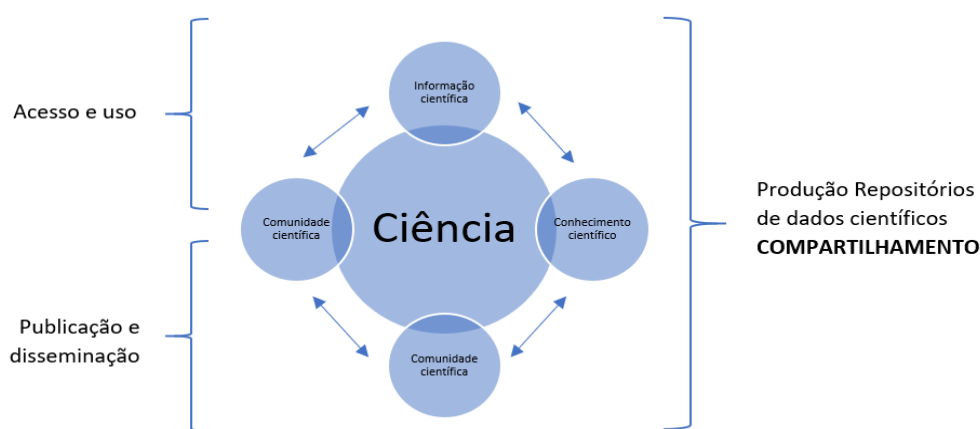 Informação
científica
Acesso e uso
Comunidade
científica
Ciência
Conhecimento
científico
Produção Repositórios
de dados científicos
COMPARTILHAMENTO
Publicação e
disseminação
Comunidade
científica